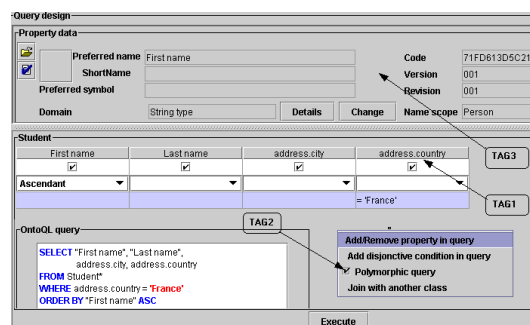 Query design
Property data
Preferred name First name Code 71FD613D5C21
ShortName Version 001
Preferred symbol Revision 001
Domain String type Details Change Name scope Person
TAG3
Student
First name Last name address.city address.country
Ascendant
= 'France'
TAG1
TAG2
OntoQL query
SELECT "First name", "Last name",
address.city, address.country
FROM Student*
WHERE address.country = 'France'
ORDER BY "First name" ASC
Add/Remove property in query
Add disjonctive condition in query
Polymorphic query
Join with another class
Execute